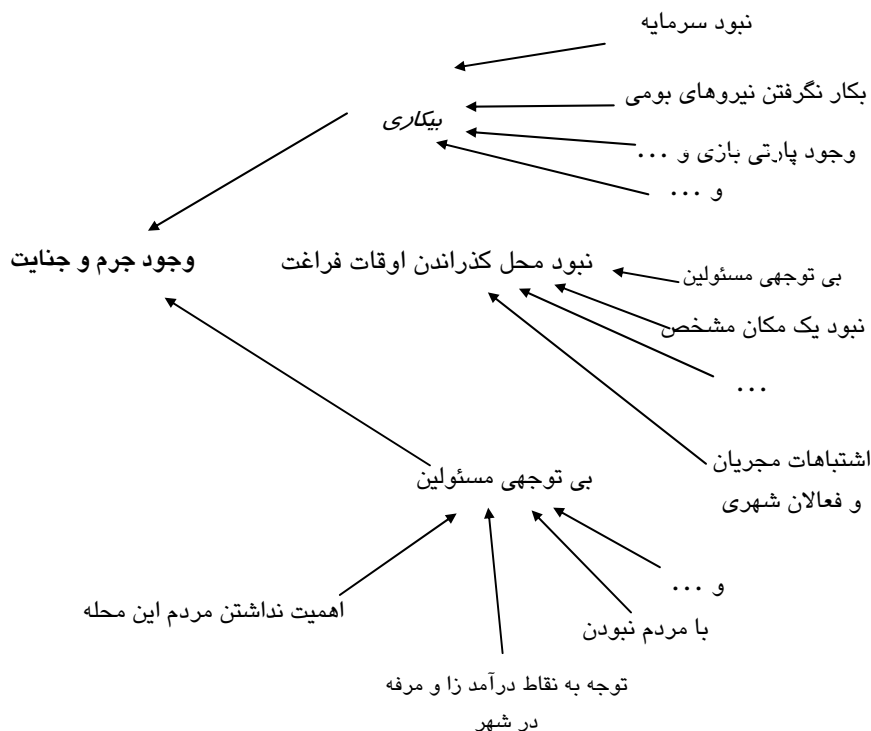 نبود سرمایه
بکار نگرفتن نیروهای بومی
بیکاری
وجود پارتی بازی و ...
و ...
وجود جرم و جنایت
نبود محل کذراندن اوقات فراغت
بی توجهی مسئولین
نبود یک مکان مشخص
...
اشتباهات مجریان
و فعالان شهری
بی توجهی مسئولین
و ...
اهمیت نداشتن مردم این محله
با مردم نبودن
توجه به نقاط درآمد زا و مرفه
در شهر